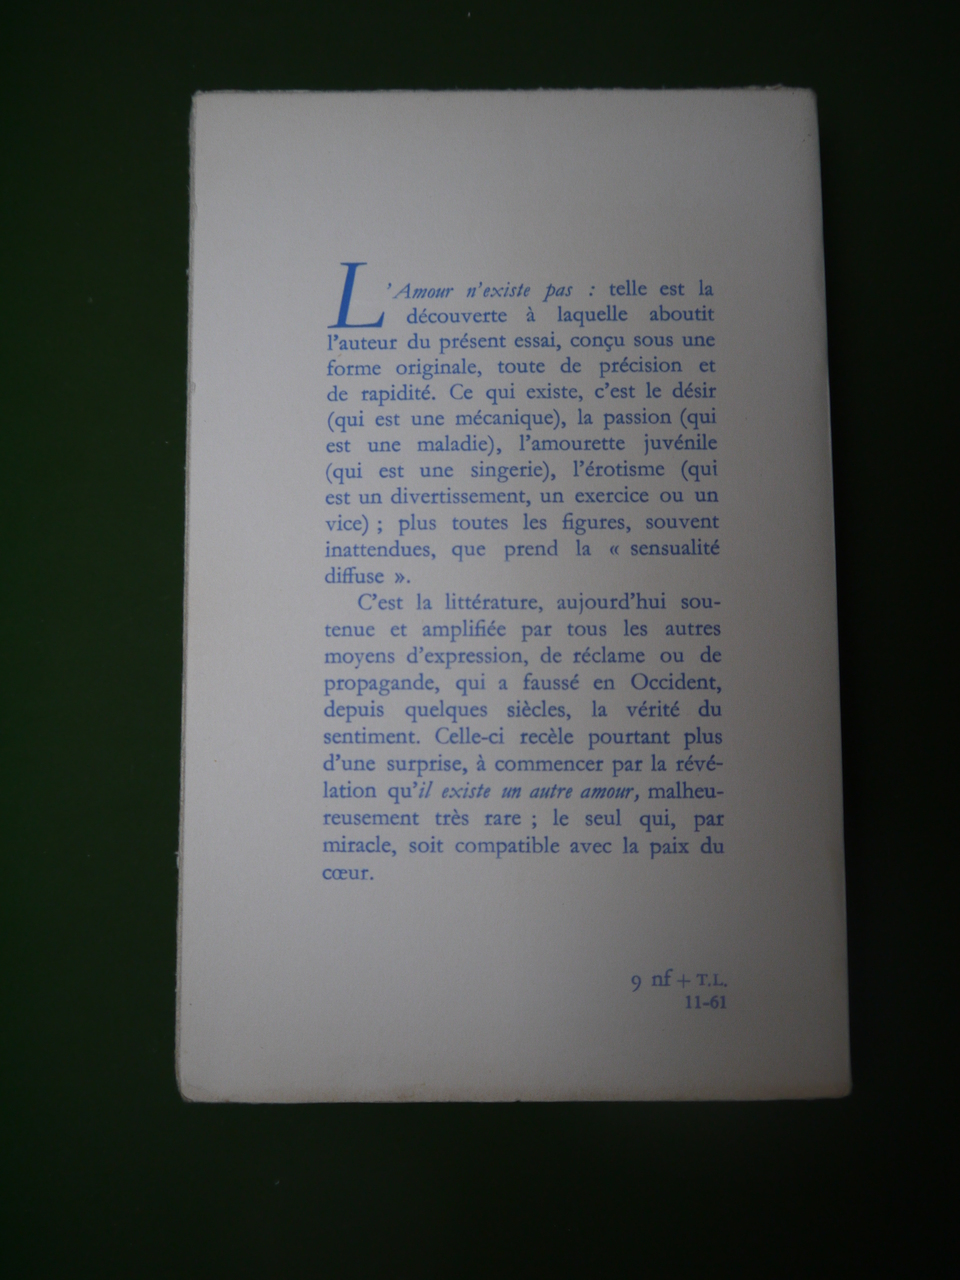 L'Amour n'existe pas : telle est la
découverte à laquelle aboutit
l'auteur du présent essai, conçu sous une
forme originale, toute de précision et
de rapidité. Ce qui existe, c'est le désir
(qui est une mécanique), la passion (qui
est une maladie), l'amourette juvénile
(qui est une singerie), l'érotisme (qui
est un divertissement, un exercice ou un
vice) ; plus toutes les figures, souvent
inattendues, que prend la « sensualité
diffuse ».
C'est la littérature, aujourd'hui sou-
tenue et amplifiée par tous les autres
moyens d'expression, de réclame ou de
propagande, qui a faussé en Occident,
depuis quelques siècles, la vérité du
sentiment. Celle-ci recèle pourtant plus
d'une surprise, à commencer par la révé-
lation qu'il existe un autre amour, malheu-
reusement très rare ; le seul qui, par
miracle, soit compatible avec la paix du
cœur.
9 nf + T.L.
11-61